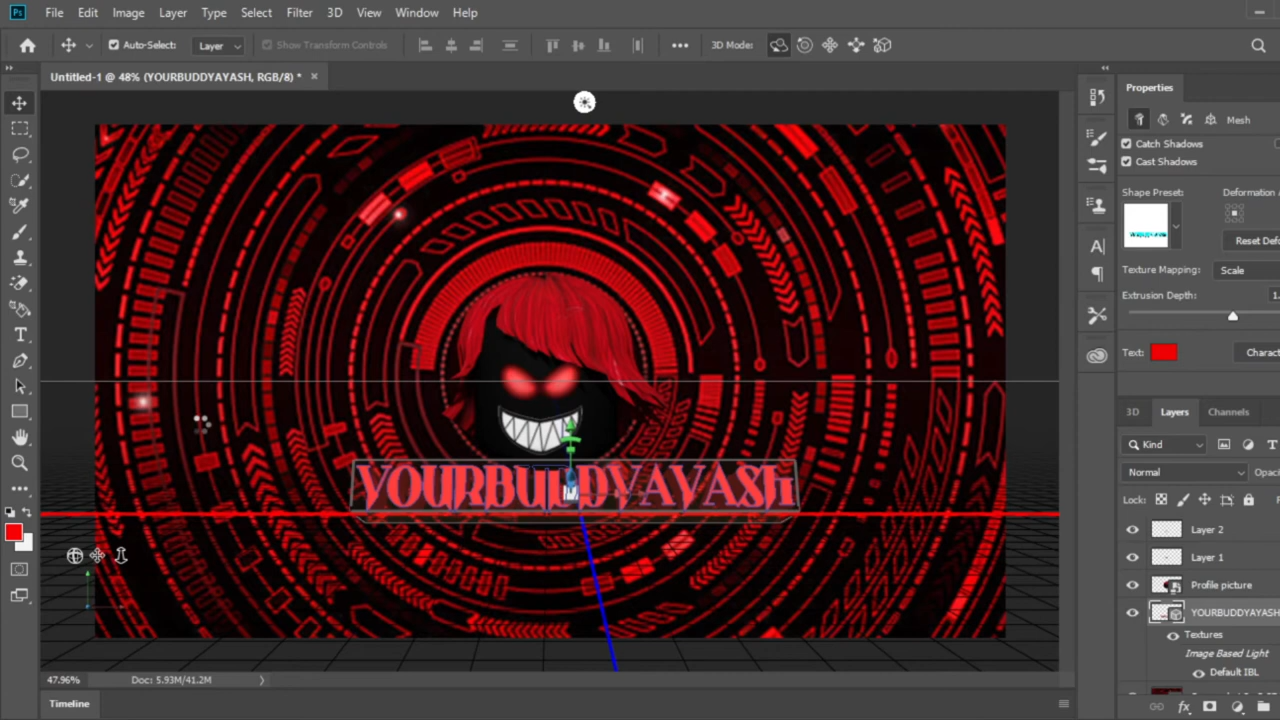 Ps File Edit Image Layer Type Select Filter 3D View Window Help
Auto-Select: Layer Show Transform Controls 3D Mode:
Untitled-1 @ 48% (YOURBUDDYAYASH, RGB/8) *
Properties
Mesh
Catch Shadows
Cast Shadows
Shape Preset: Deformation
Reset
Texture Mapping: Scale
Extrusion Depth:
Text:
3D Layers Channels
Kind
Normal
Lock:
Layer 2
Layer 1
Profile picture
YOURBUDDYAYASH
Textures
Image Based Light
Default IBL
YOURBUDDYAYASH
47.96% Doc: 5.93M/41.2M
Timeline